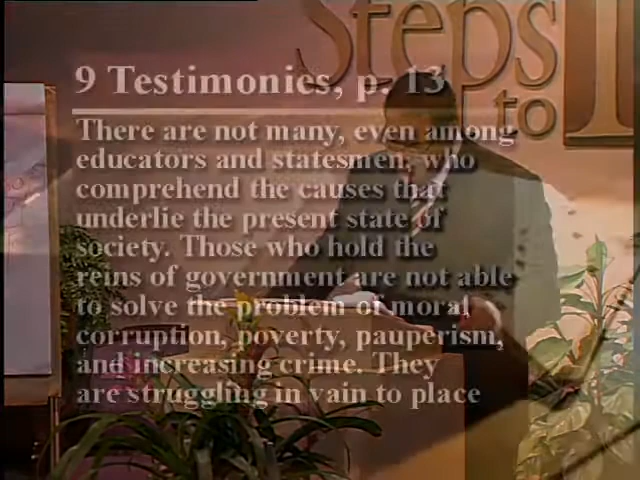 Steps
to
9 Testimonies, p. 13
There are not many, even among
educators and statesmen, who
comprehend the causes that
underlie the present state of
society. Those who hold the
reins of government are not able
to solve the problem of moral
corruption, poverty, pauperism,
and increasing crime. They
are struggling in vain to place